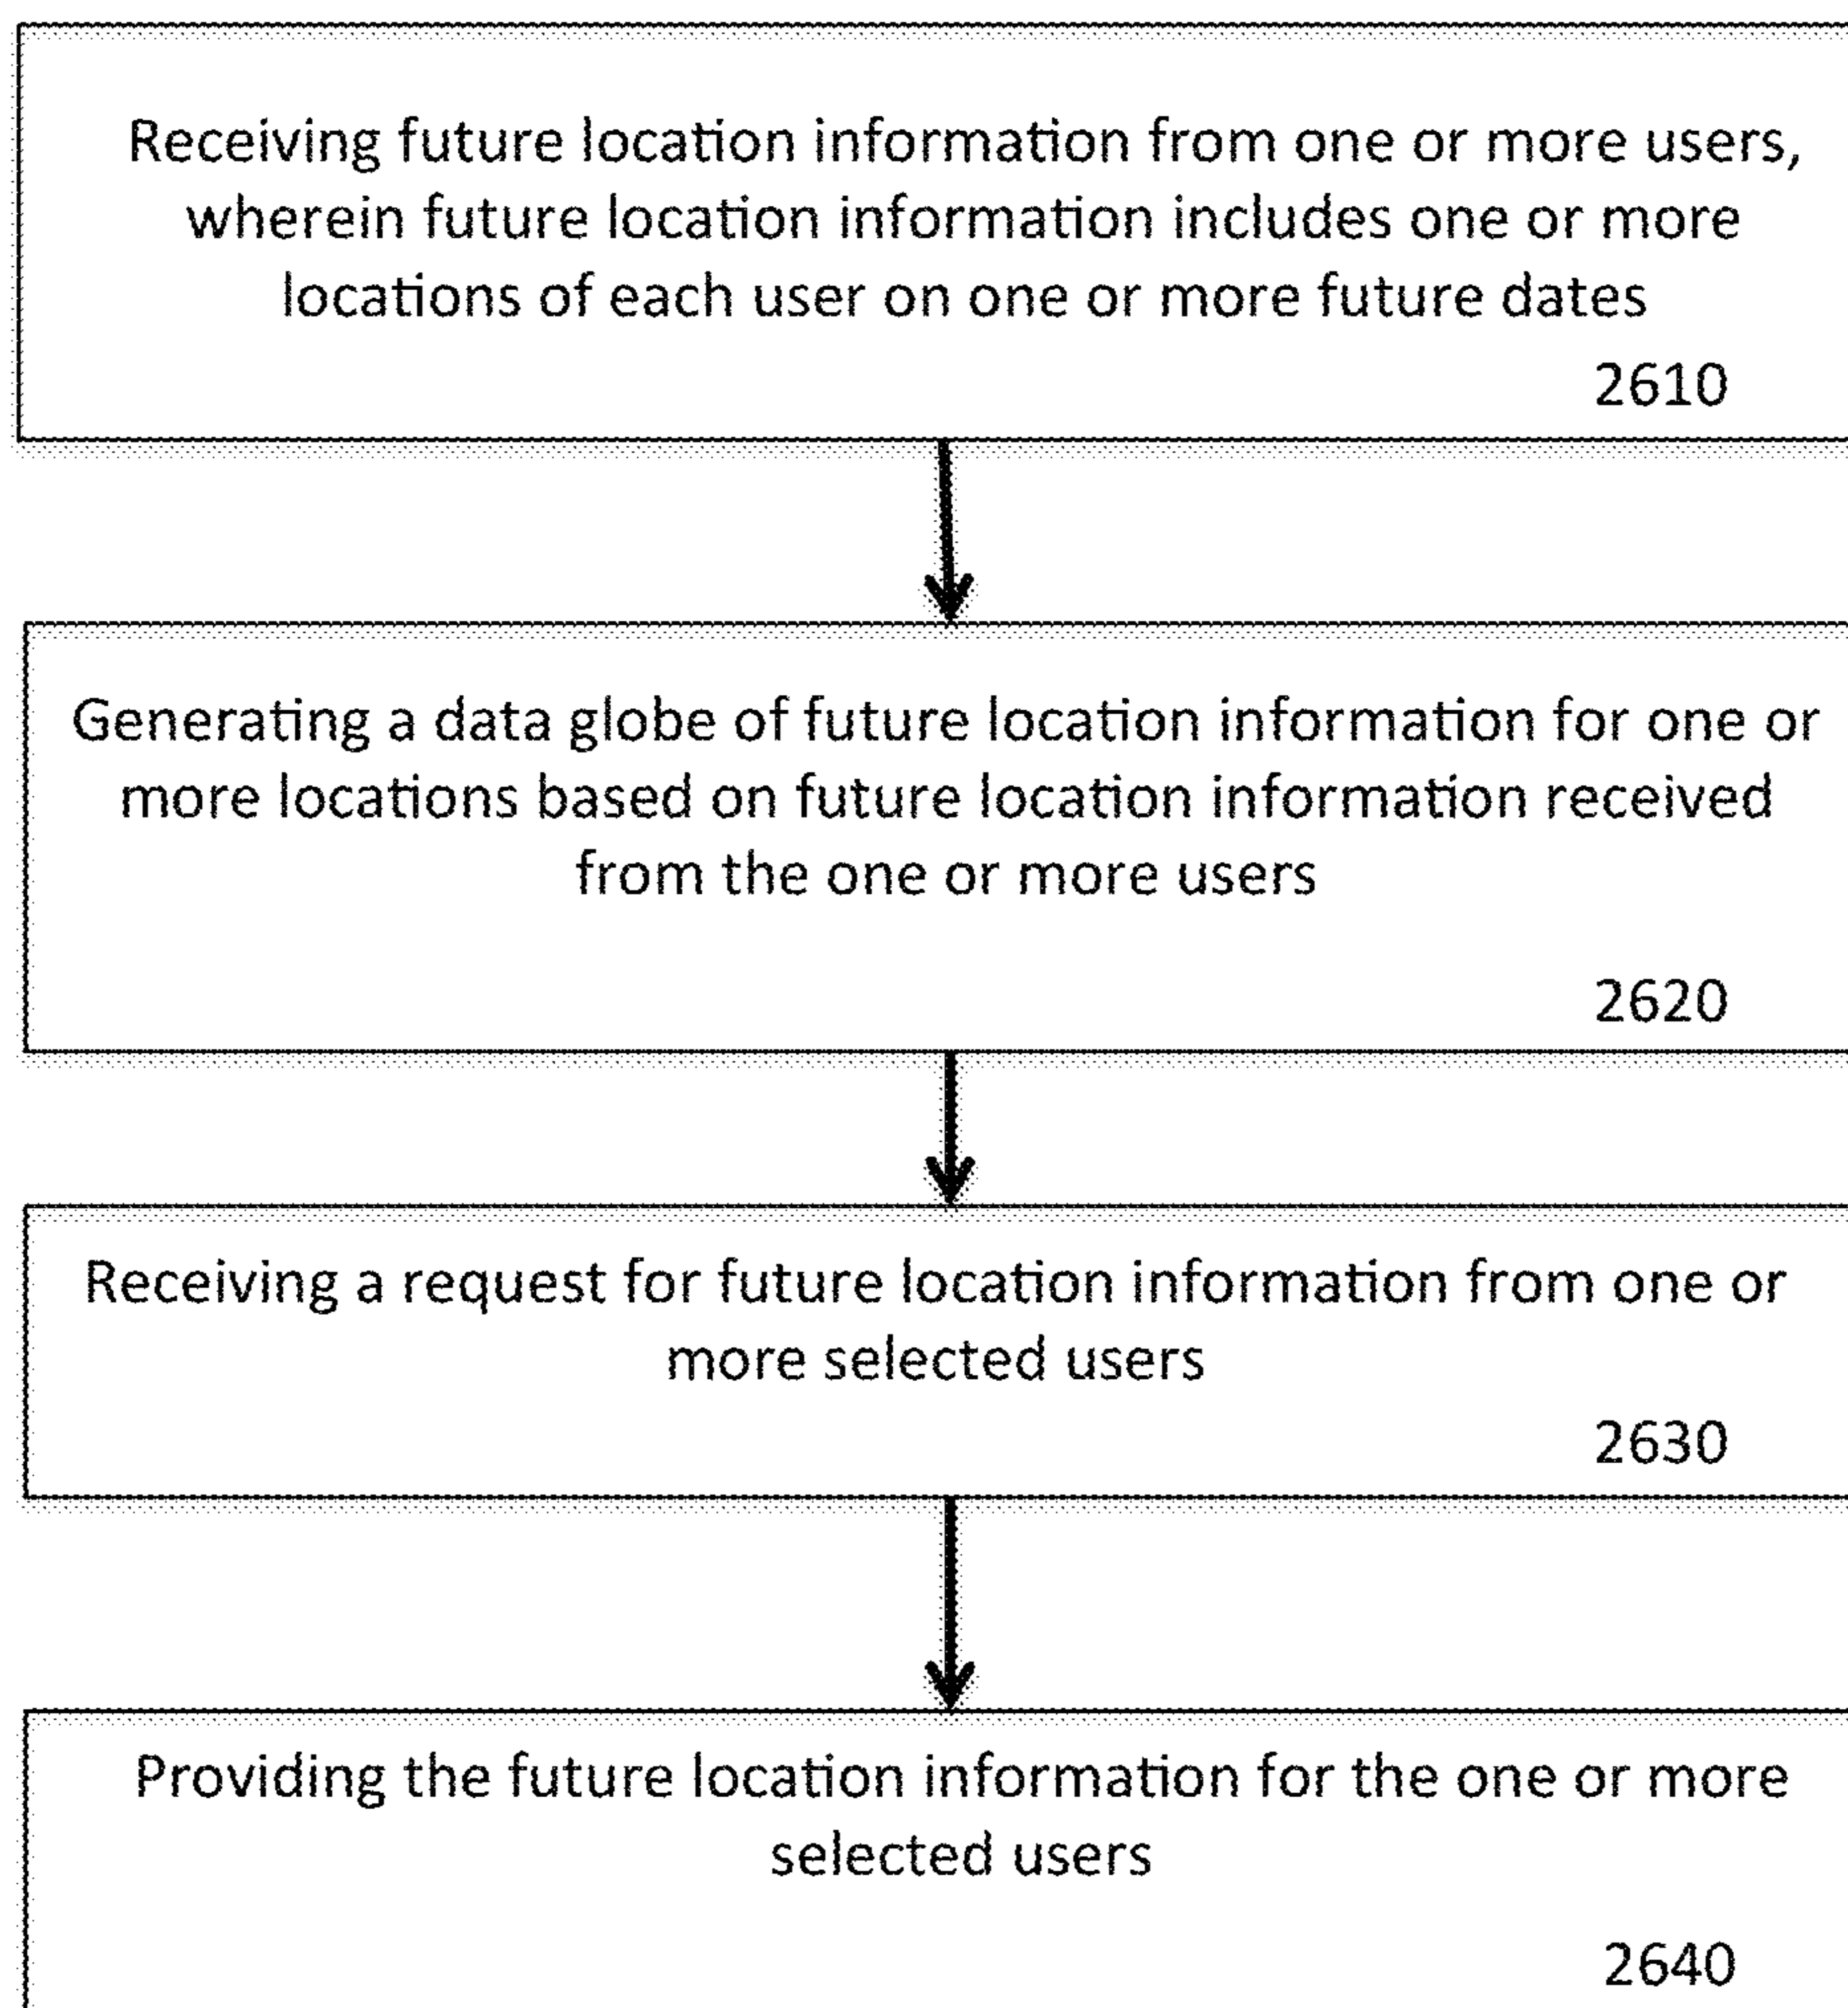 Receiving future location information from one or more users,
wherein future location information includes one or more
locations of each user on one or more future dates
2610
Generating a data globe of future location information for one or
more locations based on future location information received
from the one or more users
2620
Receiving a request for future location information from one or
more selected users
2630
Providing the future location information for the one or more
selected users
2640